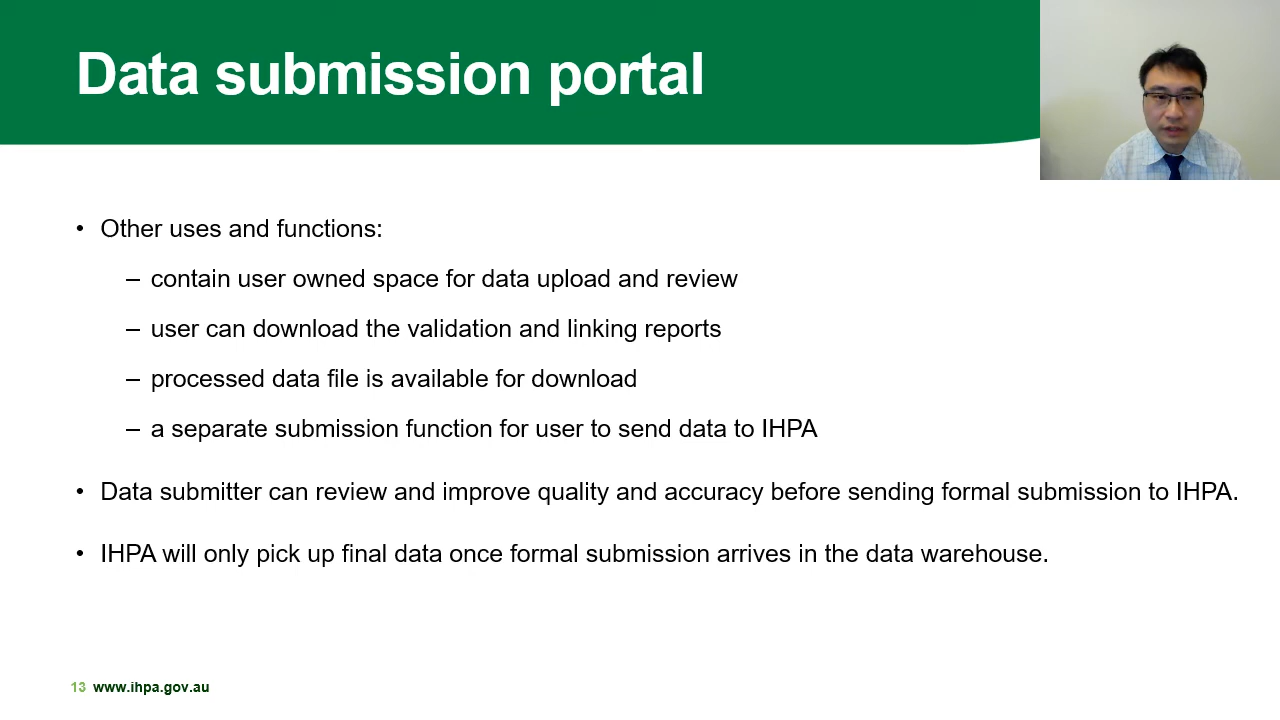 Data submission portal
• Other uses and functions:
– contain user owned space for data upload and review
– user can download the validation and linking reports
– processed data file is available for download
– a separate submission function for user to send data to IHPA
• Data submitter can review and improve quality and accuracy before sending formal submission to IHPA.
• IHPA will only pick up final data once formal submission arrives in the data warehouse.
13 www.ihpa.gov.au